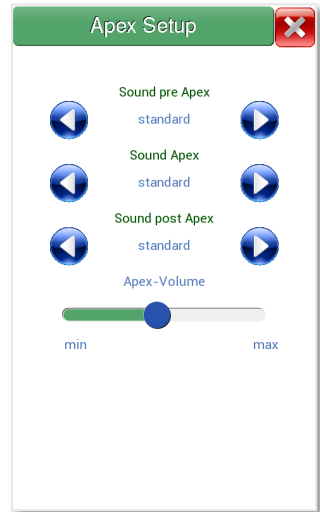 Apex Setup
Sound pre Apex
standard
Sound Apex
standard
Sound post Apex
standard
Apex-Volume
min max